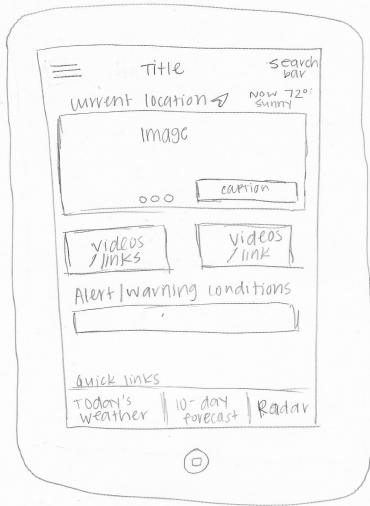 Title
search
bar
current location
NOW 72°
sunny
Image
caption
videos
/links
videos
/link
Alert/warning conditions
quick links
TOday's
weather
10-day
forecast
Radar